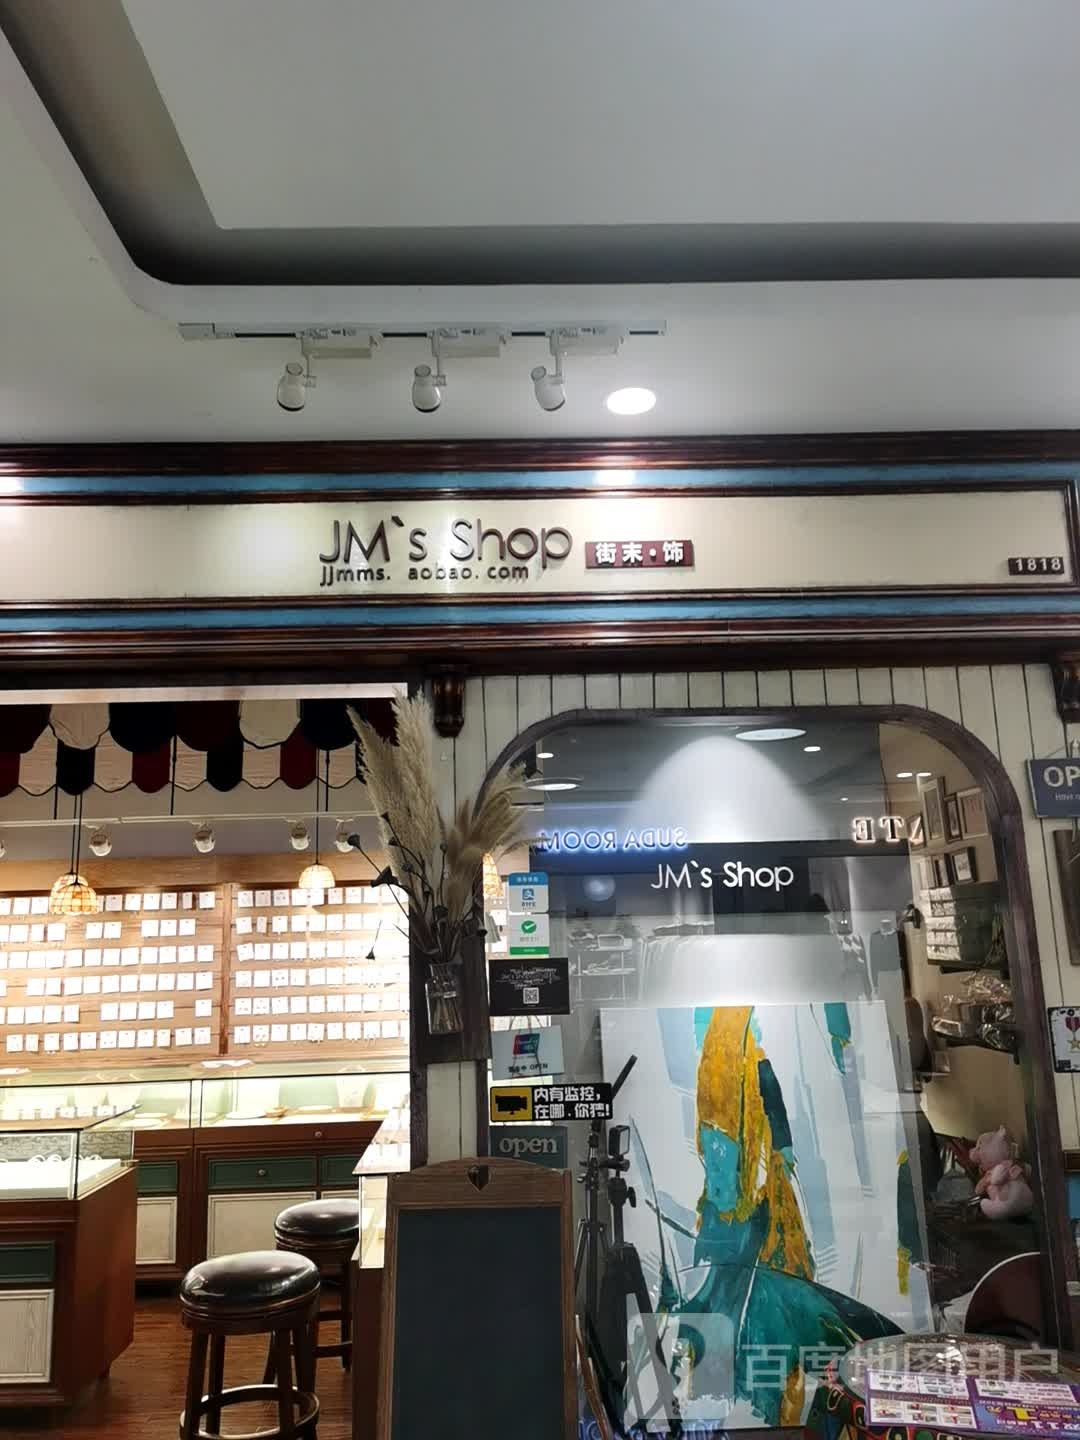 JM`s Shop
jjmms. aobao. com
街末·饰
1818
OP
SUDA ROOM
JM`s Shop
内有监控，
在哪.你猜!
open
百度地图用户